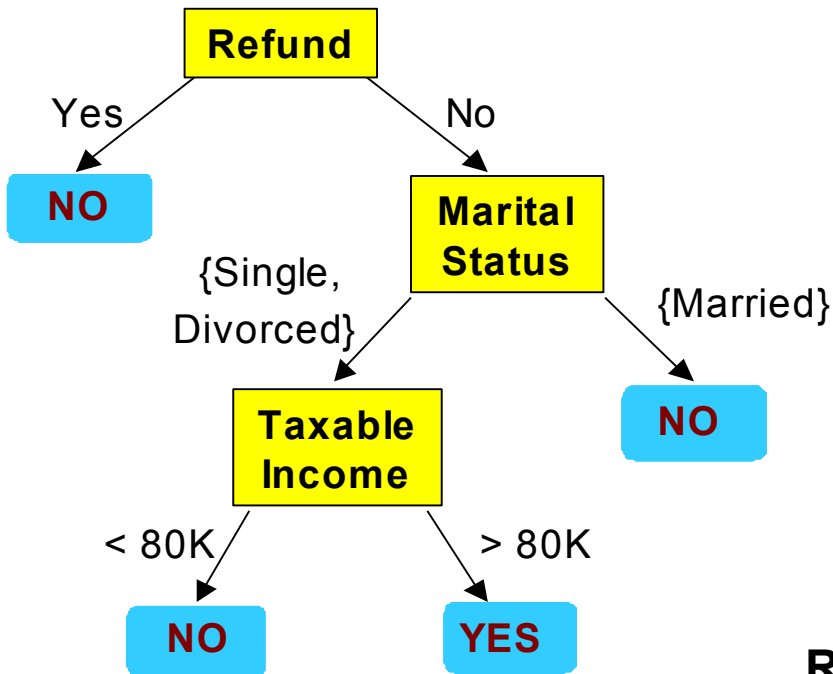 Refund
Yes
No
NO
Marital
Status
{Single,
Divorced}
{Married}
Taxable
Income
NO
< 80K
> 80K
NO
YES
R